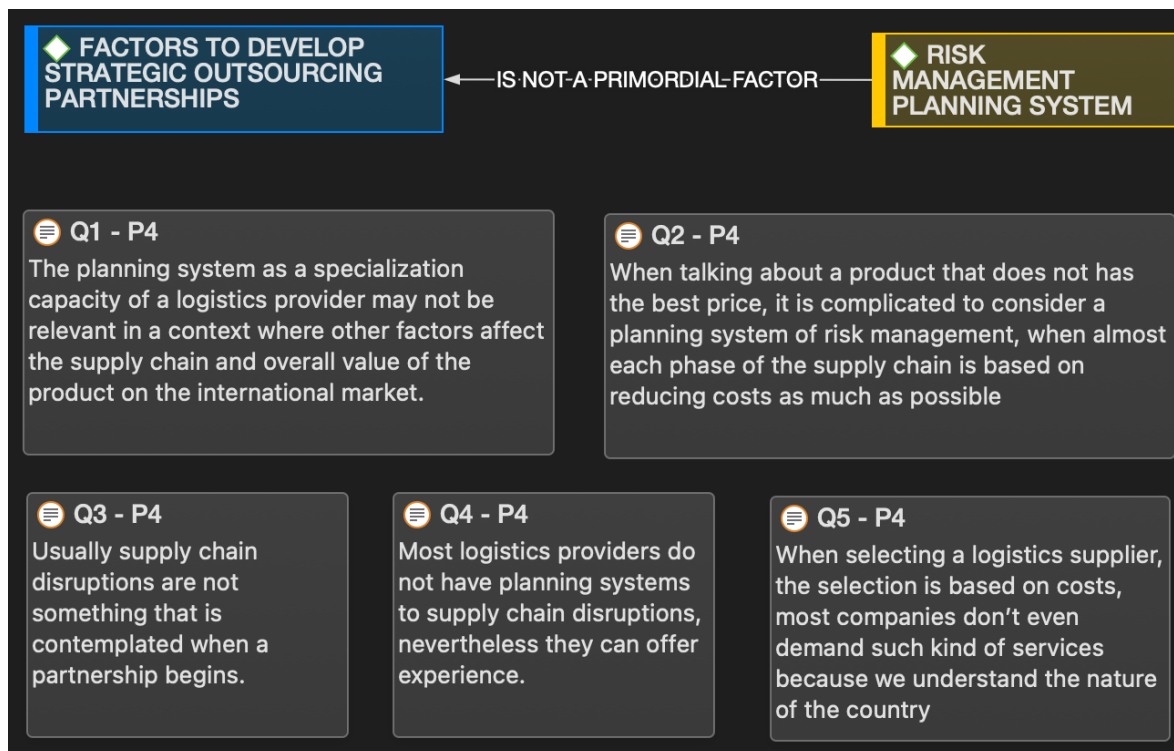 FACTORS TO DEVELOP
STRATEGIC OUTSOURCING
PARTNERSHIPS
IS NOT A PRIMORDIAL FACTOR
RISK
MANAGEMENT
PLANNING SYSTEM
Q1 - P4
The planning system as a specialization
capacity of a logistics provider may not be
relevant in a context where other factors affect
the supply chain and overall value of the
product on the international market.
Q2 - P4
When talking about a product that does not has
the best price, it is complicated to consider a
planning system of risk management, when almost
each phase of the supply chain is based on
reducing costs as much as possible
Q3 - P4
Usually supply chain
disruptions are not
something that is
contemplated when a
partnership begins.
Q4 - P4
Most logistics providers do
not have planning systems
to supply chain disruptions,
nevertheless they can offer
experience.
Q5 - P4
When selecting a logistics supplier,
the selection is based on costs,
most companies don’t even
demand such kind of services
because we understand the nature
of the country